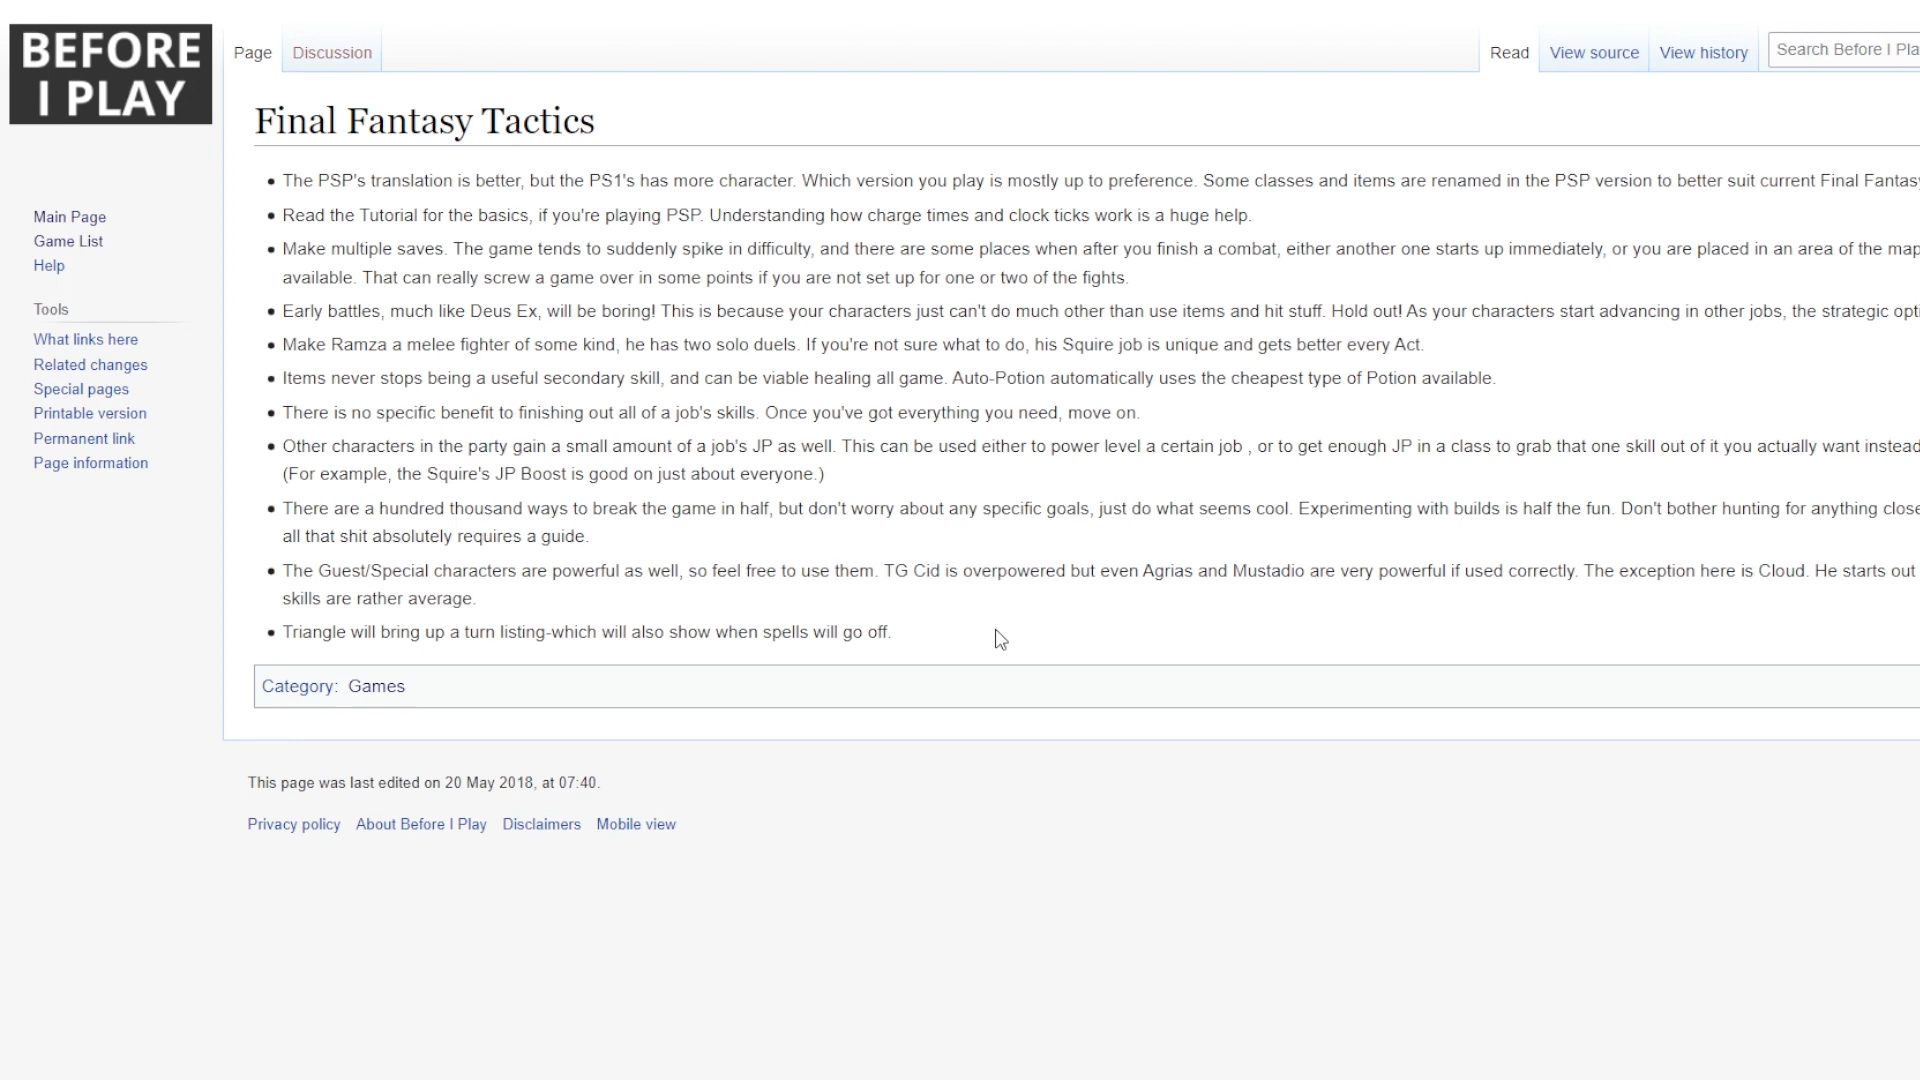 BEFORE
I PLAY
Page
Discussion
Read
View source
View history
Search Before I Pla
Final Fantasy Tactics
The PSP's translation is better, but the PS1's has more character. Which version you play is mostly up to preference. Some classes and items are renamed in the PSP version to better suit current Final Fantasy
Read the Tutorial for the basics, if you're playing PSP. Understanding how charge times and clock ticks work is a huge help.
Make multiple saves. The game tends to suddenly spike in difficulty, and there are some places when after you finish a combat, either another one starts up immediately, or you are placed in an area of the map
available. That can really screw a game over in some points if you are not set up for one or two of the fights.
Early battles, much like Deus Ex, will be boring! This is because your characters just can't do much other than use items and hit stuff. Hold out! As your characters start advancing in other jobs, the strategic opti
Make Ramza a melee fighter of some kind, he has two solo duels. If you're not sure what to do, his Squire job is unique and gets better every Act.
Items never stops being a useful secondary skill, and can be viable healing all game. Auto-Potion automatically uses the cheapest type of Potion available.
There is no specific benefit to finishing out all of a job's skills. Once you've got everything you need, move on.
Other characters in the party gain a small amount of a job's JP as well. This can be used either to power level a certain job , or to get enough JP in a class to grab that one skill out of it you actually want instead
(For example, the Squire's JP Boost is good on just about everyone.)
There are a hundred thousand ways to break the game in half, but don't worry about any specific goals, just do what seems cool. Experimenting with builds is half the fun. Don't bother hunting for anything close
all that shit absolutely requires a guide.
The Guest/Special characters are powerful as well, so feel free to use them. TG Cid is overpowered but even Agrias and Mustadio are very powerful if used correctly. The exception here is Cloud. He starts out
skills are rather average.
Triangle will bring up a turn listing-which will also show when spells will go off.
Category: Games
Main Page
Game List
Help
Tools
What links here
Related changes
Special pages
Printable version
Permanent link
Page information
This page was last edited on 20 May 2018, at 07:40.
Privacy policy
About Before I Play
Disclaimers
Mobile view